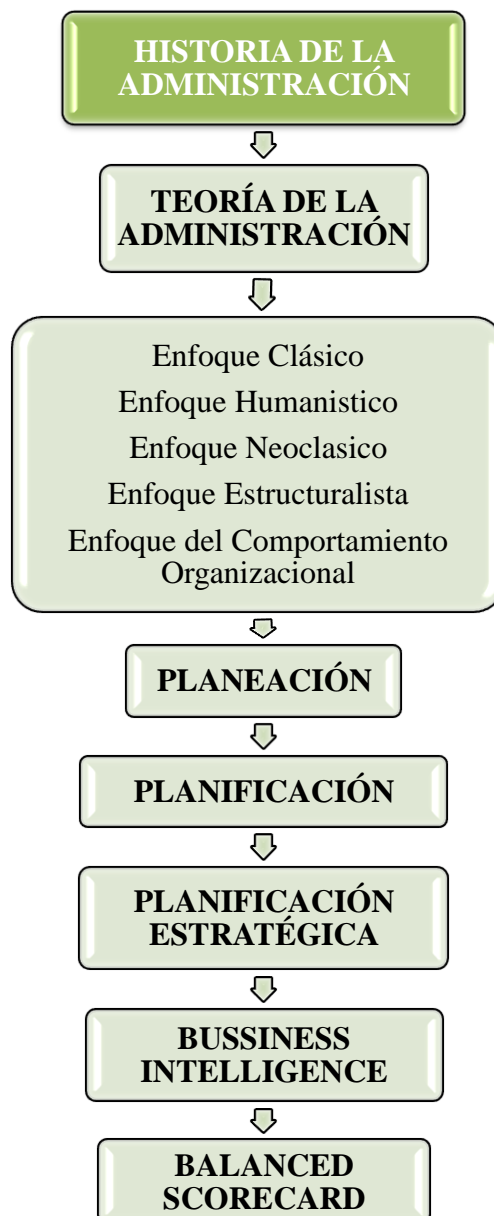 HISTORIA DE LA
ADMINISTRACIÓN
TEORÍA DE LA
ADMINISTRACIÓN
Enfoque Clásico
Enfoque Humanistico
Enfoque Neoclasico
Enfoque Estructuralista
Enfoque del Comportamiento
Organizacional
PLANEACIÓN
PLANIFICACIÓN
PLANIFICACIÓN
ESTRATÉGICA
BUSSINESS
INTELLIGENCE
BALANCED
SCORECARD